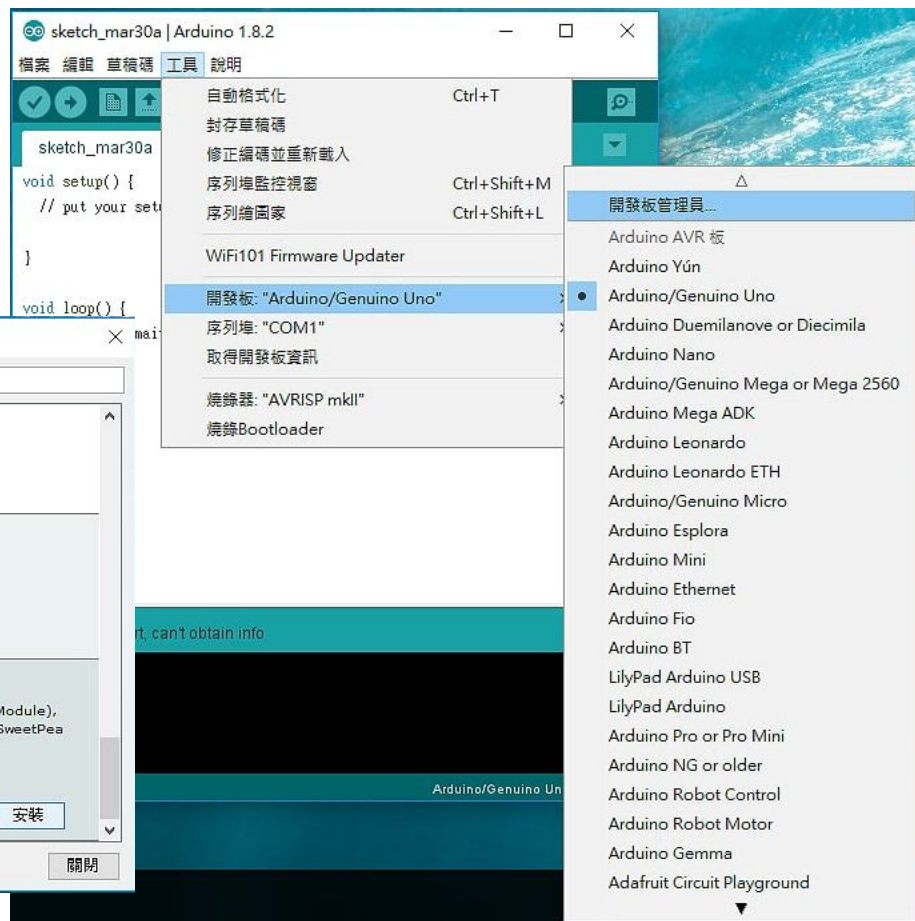 sketch_mar30a | Arduino 1.8.2
檔案 編輯 草稿碼 工具 說明
sketch_mar30a
void setup() {
// put your setu
}
void loop() {
mai
自動格式化 Ctrl+T
封存草稿碼
修正編碼並重新載入
序列埠監控視窗 Ctrl+Shift+M
序列繪圖家 Ctrl+Shift+L
WiFi101 Firmware Updater
開發板: "Arduino/Genuino Uno"
序列埠: "COM1"
取得開發板資訊
燒錄器: "AVRISP mkII"
燒錄Bootloader
開發板管理員...
Arduino AVR 板
Arduino Yún
Arduino/Genuino Uno
Arduino Duemilanove or Diecimila
Arduino Nano
Arduino/Genuino Mega or Mega 2560
Arduino Mega ADK
Arduino Leonardo
Arduino Leonardo ETH
Arduino/Genuino Micro
Arduino Esplora
Arduino Mini
Arduino Ethernet
Arduino Fio
Arduino BT
LilyPad Arduino USB
LilyPad Arduino
Arduino Pro or Pro Mini
Arduino NG or older
Arduino Robot Control
Arduino Robot Motor
Arduino Gemma
Adafruit Circuit Playground
rt, can't obtain info
Arduino/Genuino Un
Module),
SweetPea
安裝
關閉